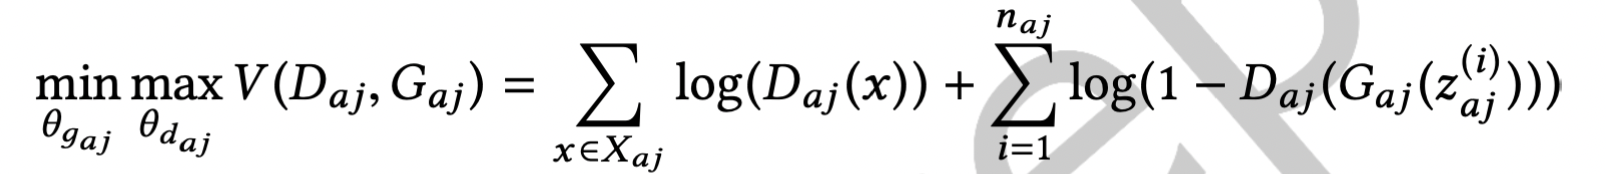 min max V(D_{aj}, G_{aj}) = ∑ log(D_{aj}(x)) + ∑ log(1 − D_{aj}(G_{aj}(z_{aj}^{(i)})))
θ_{g_{aj}} θ_{d_{aj}} x∈X_{aj} i=1 n_{aj}